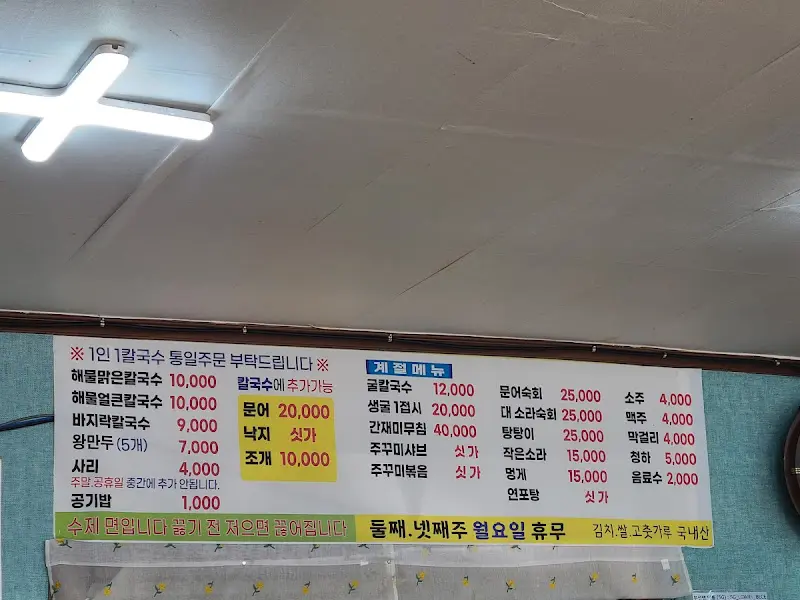 ※ 1인 1칼국수 통일주문 부탁드립니다 ※
해물맑은칼국수 10,000
해물얼큰칼국수 10,000
바지락칼국수 9,000
왕만두 (5개) 7,000
사리 4,000
주말.공휴일 중간에 추가 안됩니다.
공기밥 1,000
칼국수에 추가가능
문어 20,000
낙지 싯가
조개 10,000
계절메뉴
굴칼국수 12,000
생굴 1접시 20,000
간재미무침 40,000
주꾸미샤브 싯가
주꾸미볶음 싯가
문어숙회 25,000
대 소라숙회 25,000
탕탕이 25,000
작은소라 15,000
멍게 15,000
연포탕 싯가
소주 4,000
맥주 4,000
막걸리 4,000
청하 5,000
음료수 2,000
수제 면입니다 끓기 전 저으면 끊어집니다
둘째.넷째주 월요일 휴무
김치.쌀.고춧가루 국내산